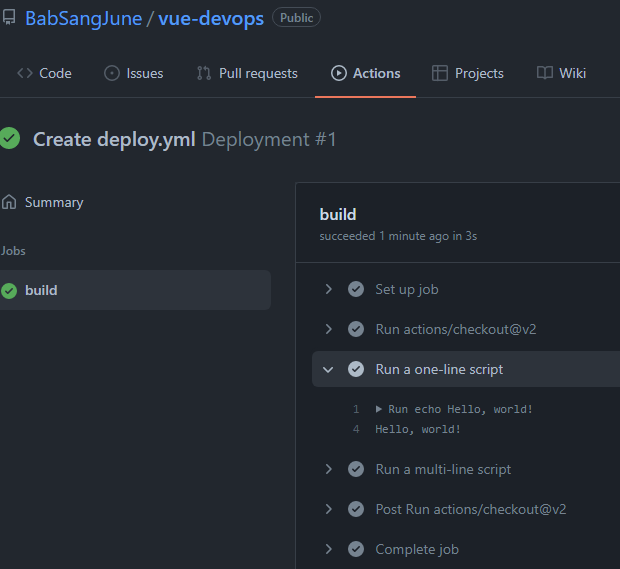 BabSangJune / vue-devops Public
Code Issues Pull requests Actions Projects Wiki
Create deploy.yml Deployment #1
Summary
Jobs
build
build
succeeded 1 minute ago in 3s
Set up job
Run actions/checkout@v2
Run a one-line script
1 ▶ Run echo Hello, world!
4 Hello, world!
Run a multi-line script
Post Run actions/checkout@v2
Complete job